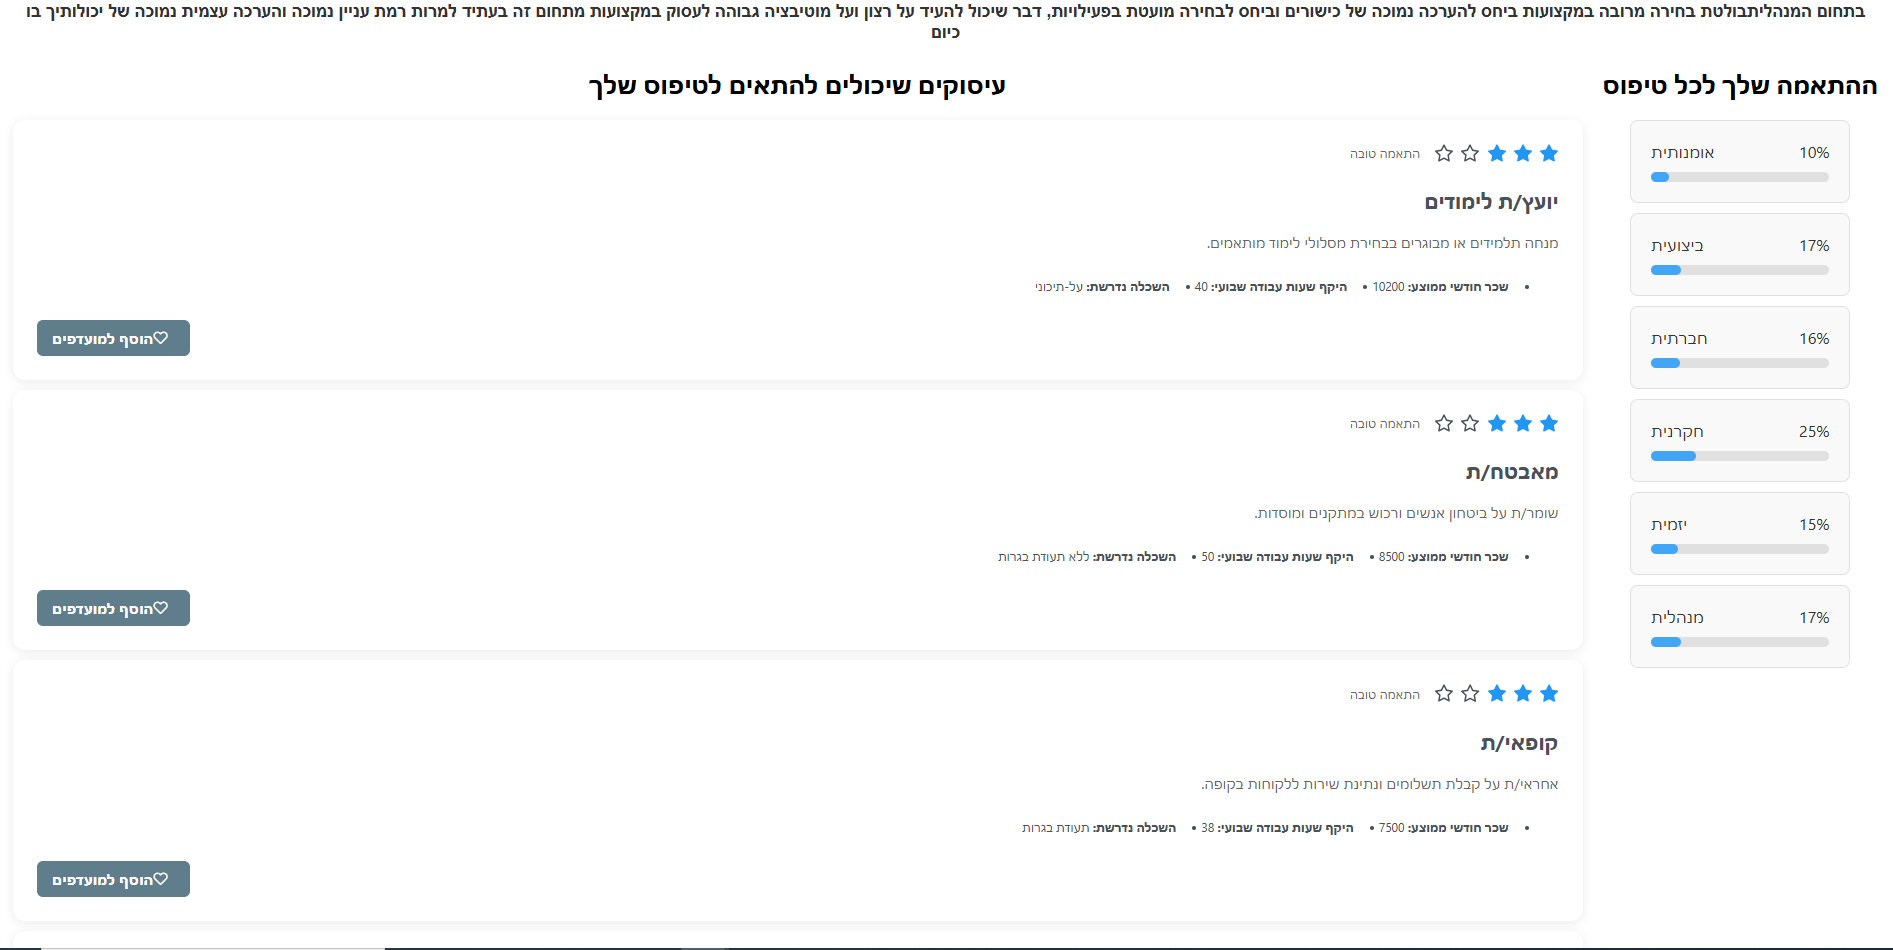 בתחום המנהליתבולטת בחירה מרובה במקצועות ביחס להערכה נמוכה של כישורים וביחס לבחירה מועטת בפעילויות, דבר שיכול להעיד על רצון ועל מוטיבציה גבוהה לעסוק במקצועות מתחום זה בעתיד למרות רמת עניין נמוכה והערכה עצמית נמוכה של יכולותיך בו
כיום
ההתאמה שלך לכל טיפוס
אומנותית 10%
ביצועית 17%
חברתית 16%
חקרנית 25%
יזמית 15%
מנהלית 17%
עיסוקים שיכולים להתאים לטיפוס שלך
התאמה טובה
יועץ/ת לימודים
מנחה תלמידים או מבוגרים בבחירת מסלולי לימוד מותאמים.
• שכר חודשי ממוצע: 10200 • היקף שעות עבודה שבועי: 40 • השכלה נדרשת: על-תיכוני
הוסף למועדפים
התאמה טובה
מאבטח/ת
שומר/ת על ביטחון אנשים ורכוש במתקנים ומוסדות.
• שכר חודשי ממוצע: 8500 • היקף שעות עבודה שבועי: 50 • השכלה נדרשת: ללא תעודת בגרות
הוסף למועדפים
התאמה טובה
קופאי/ת
אחראי/ת על קבלת תשלומים ונתינת שירות ללקוחות בקופה.
• שכר חודשי ממוצע: 7500 • היקף שעות עבודה שבועי: 38 • השכלה נדרשת: תעודת בגרות
הוסף למועדפים